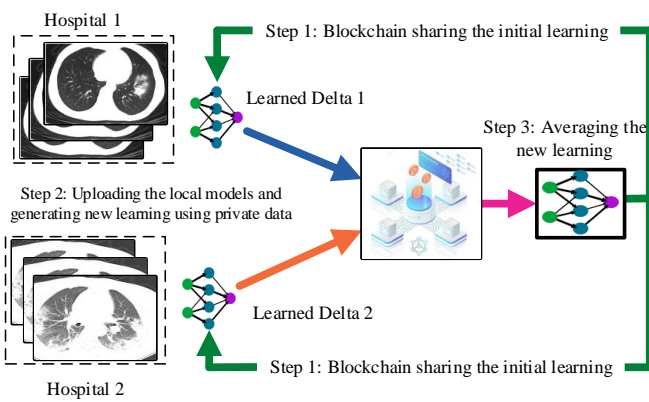 Hospital 1
Step 1: Blockchain sharing the initial learning
Learned Delta 1
Step 3: Averaging the
new learning
Step 2: Uploading the local models and
generating new learning using private data
Learned Delta 2
Step 1: Blockchain sharing the initial learning
Hospital 2